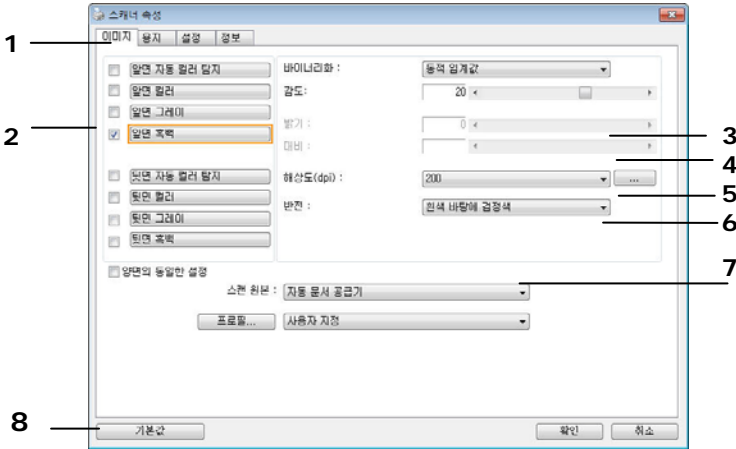 스캐너 속성
이미지 용지 설정 정보
1
앞면 자동 컬러 탐지
앞면 컬러
앞면 그레이
앞면 흑백
뒷면 자동 컬러 탐지
뒷면 컬러
뒷면 그레이
뒷면 흑백
2
바이너리화 : 동적 임계값
감도: 20
밝기 : 0
대비 :
해상도(dpi) : 200 ...
반전 : 흰색 바탕에 검정색
3
4
5
6
양면의 동일한 설정
스캔 원본 : 자동 문서 공급기
7
프로필... 사용자 지정
8
기본값 확인 취소